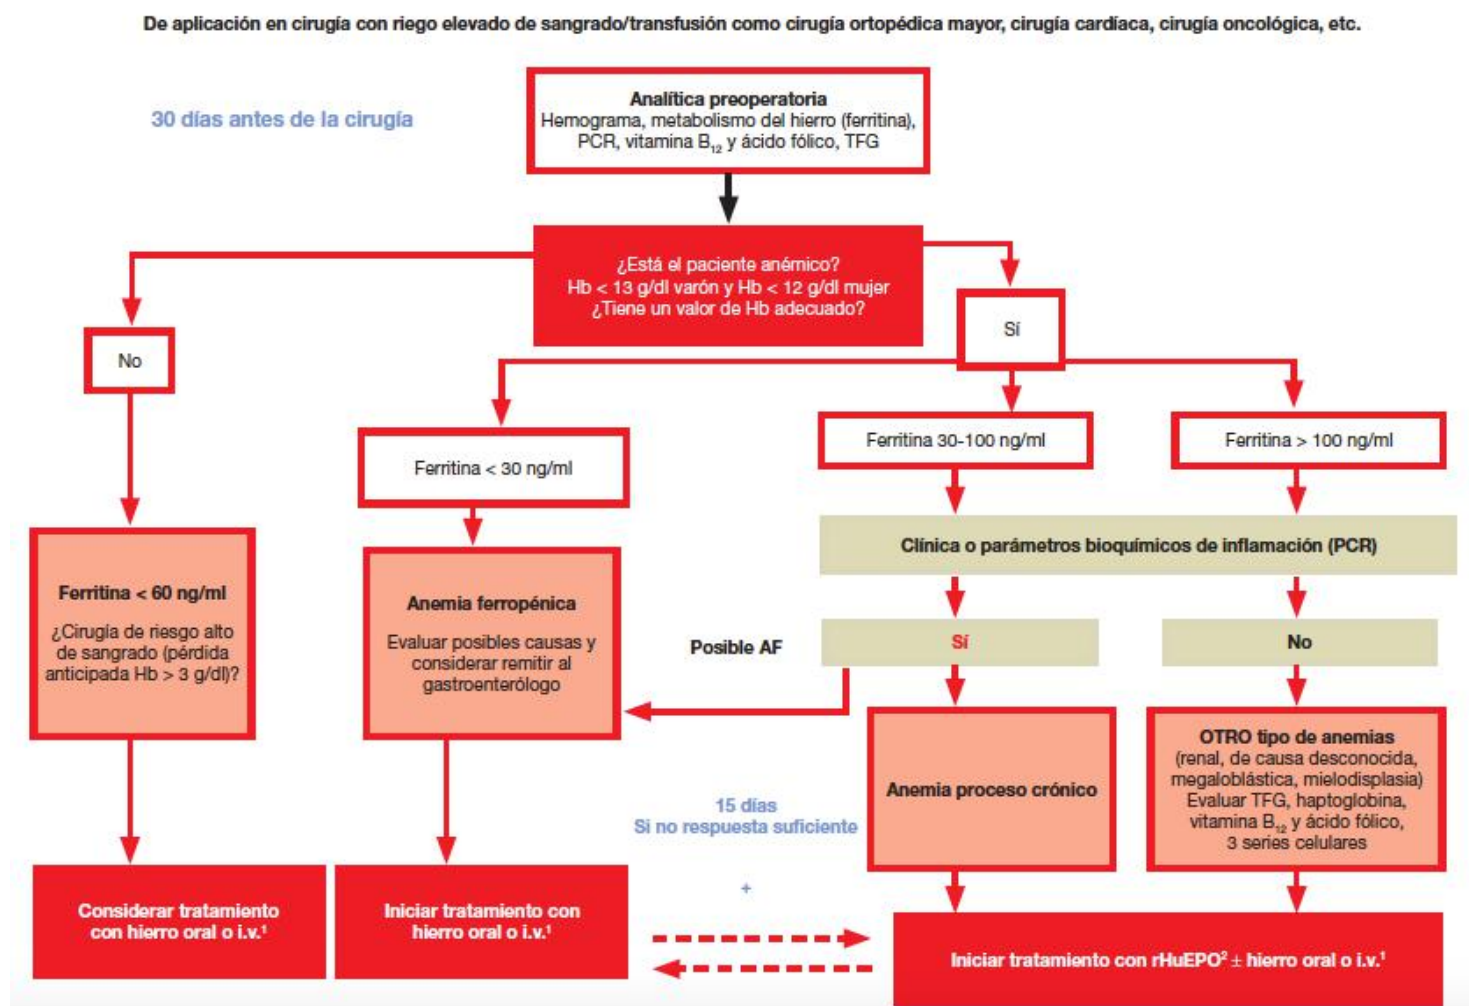 De aplicación en cirugía con riego elevado de sangrado/transfusión como cirugía ortopédica mayor, cirugía cardíaca, cirugía oncológica, etc.
30 días antes de la cirugía
Analítica preoperatoria
Hemograma, metabolismo del hierro (ferritina),
PCR, vitamina B12 y ácido fólico, TFG
¿Está el paciente anémico?
Hb < 13 g/dl varón y Hb < 12 g/dl mujer
¿Tiene un valor de Hb adecuado?
No
Sí
Ferritina < 30 ng/ml
Ferritina 30-100 ng/ml
Ferritina > 100 ng/ml
Clínica o parámetros bioquímicos de inflamación (PCR)
Ferritina < 60 ng/ml
¿Cirugía de riesgo alto
de sangrado (pérdida
anticipada Hb > 3 g/dl)?
Anemia ferropénica
Evaluar posibles causas y
considerar remitir al
gastroenterólogo
Posible AF
Sí
No
Anemia proceso crónico
OTRO tipo de anemias
(renal, de causa desconocida,
megaloblástica, mielodisplasia)
Evaluar TFG, haptoglobina,
vitamina B12 y ácido fólico,
3 series celulares
15 días
Si no respuesta suficiente
+
Considerar tratamiento
con hierro oral o i.v.¹
Iniciar tratamiento con
hierro oral o i.v.¹
Iniciar tratamiento con rHuEPO² ± hierro oral o i.v.¹